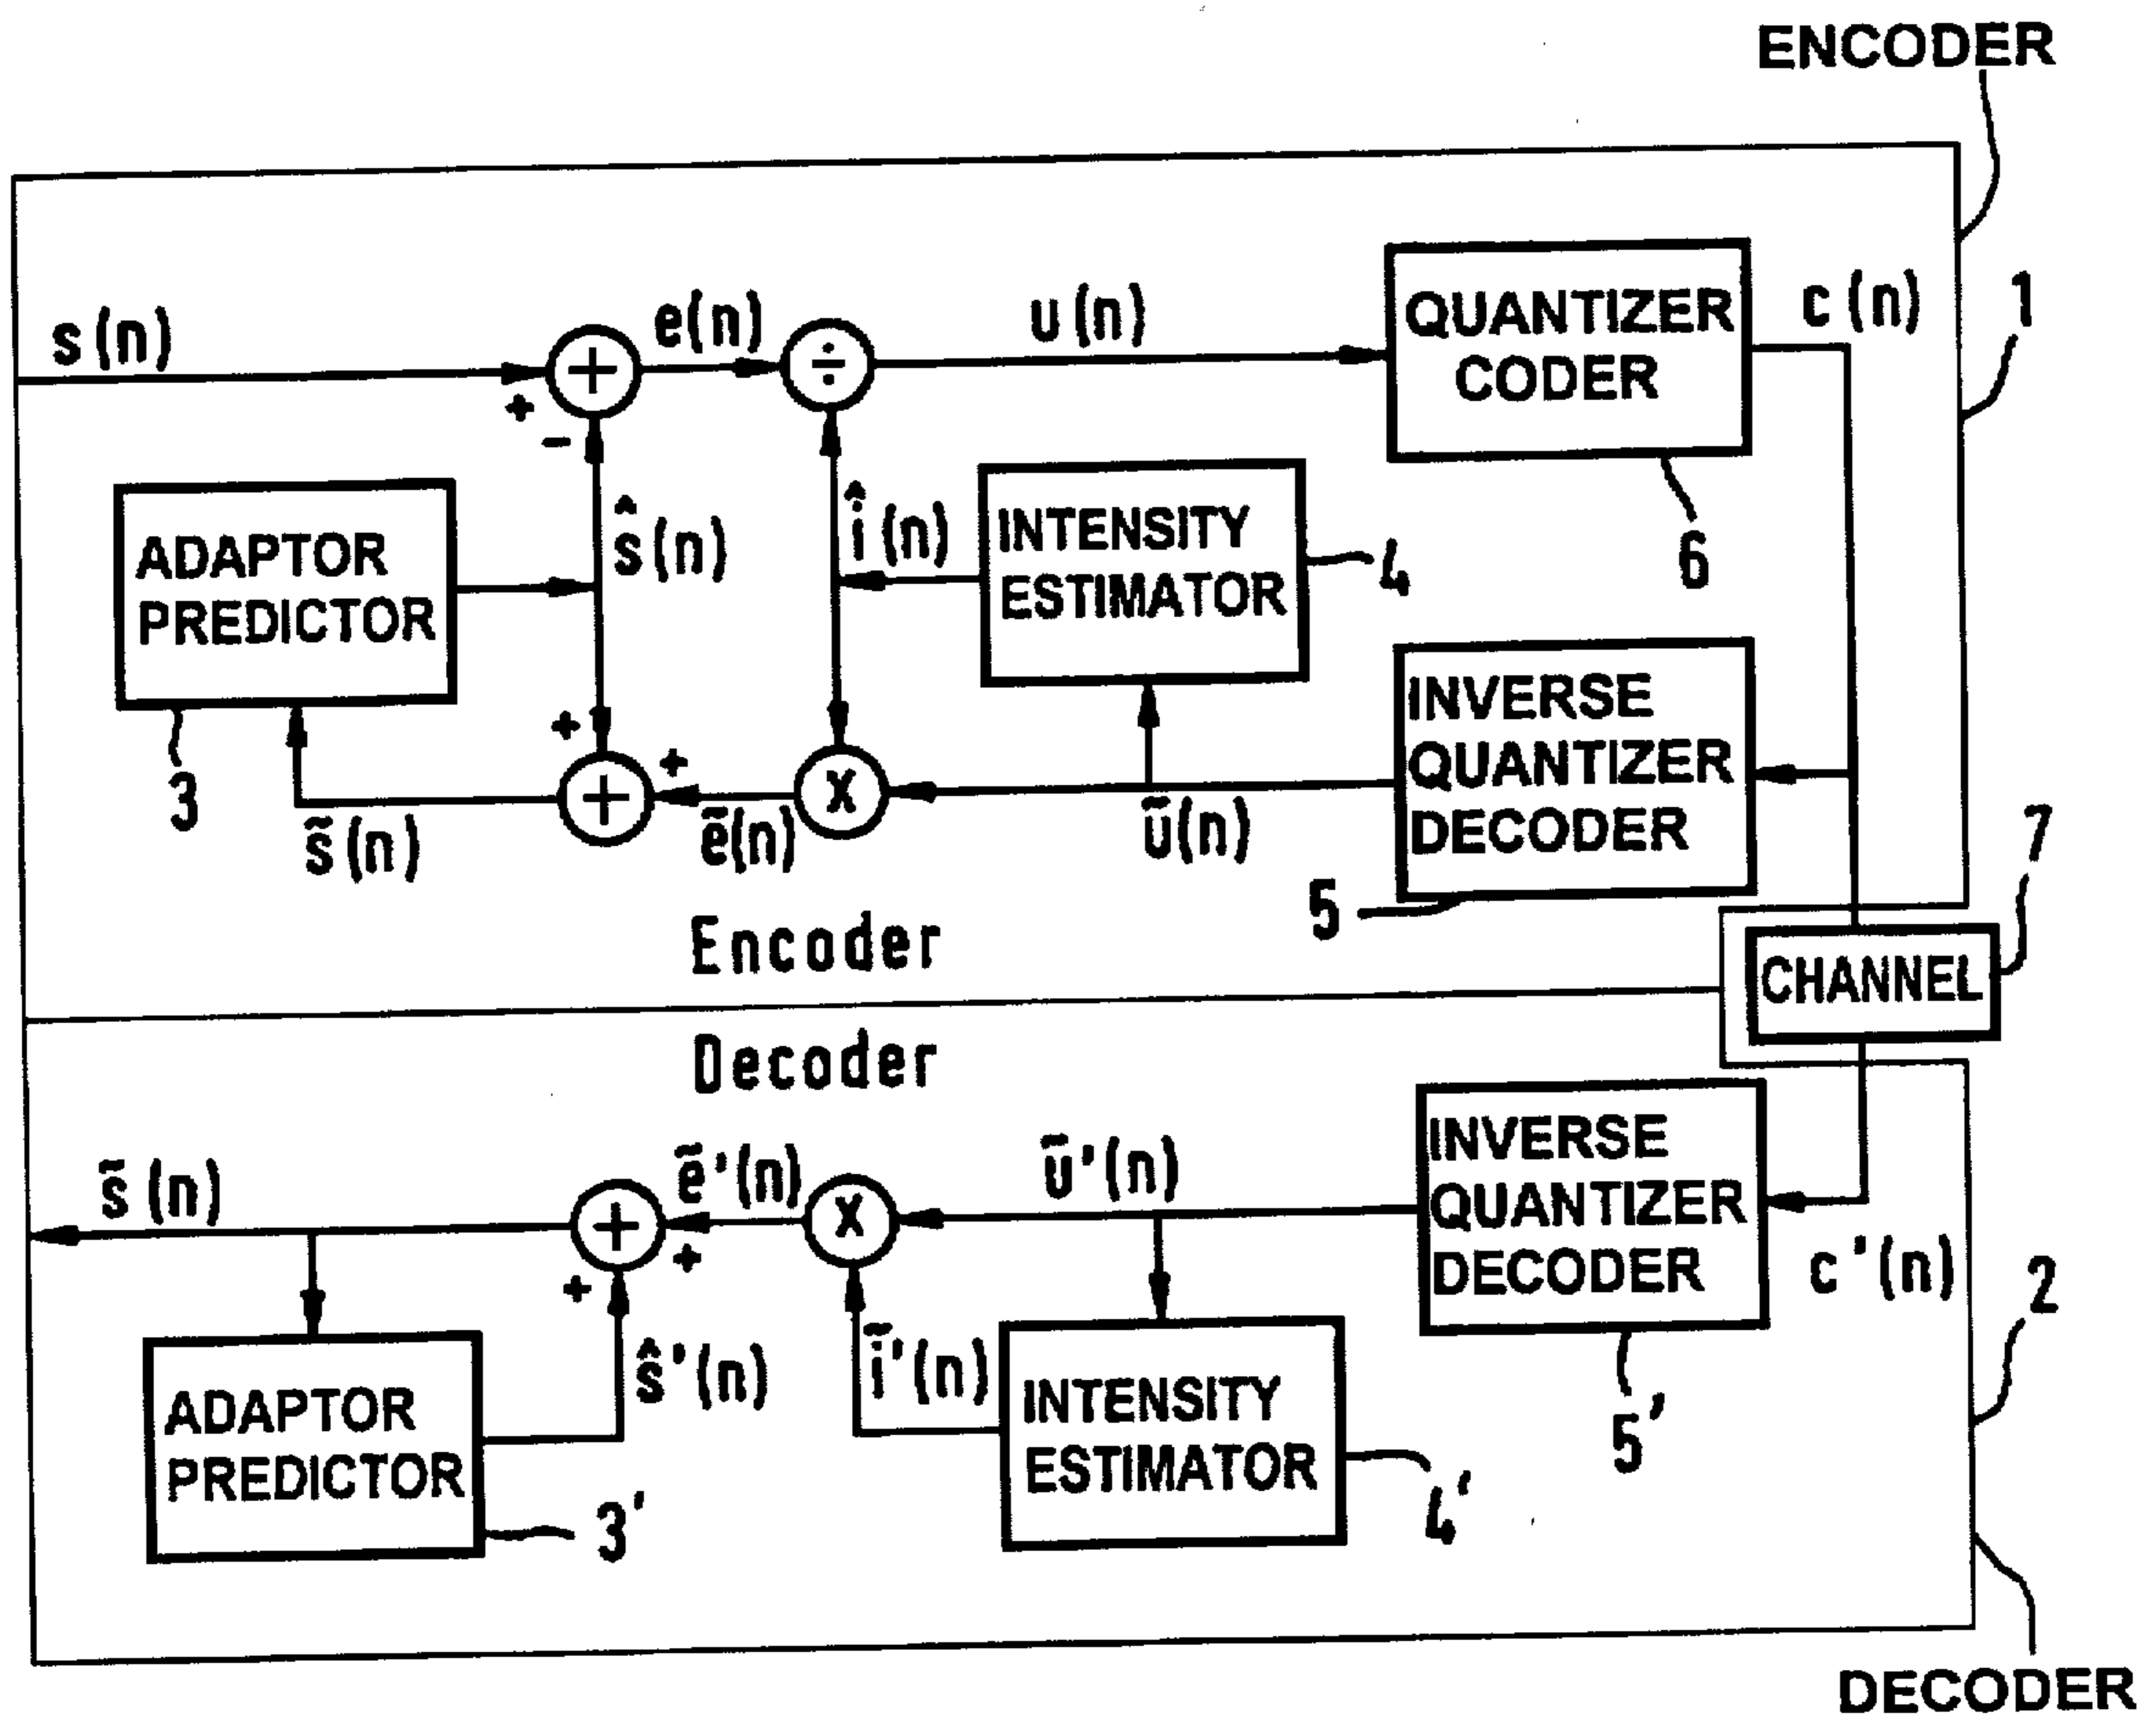 ENCODER
1
s(n)
e(n)
÷
u(n)
QUANTIZER
CODER
c(n)
6
+
+
-
ADAPTOR
PREDICTOR
3
ŝ(n)
î(n)
INTENSITY
ESTIMATOR
4
INVERSE
QUANTIZER
DECODER
5
+
+
+
x
s̃(n)
ẽ(n)
ū(n)
7
Encoder
CHANNEL
Decoder
s̃(n)
+
ẽ'(n)
x
ū'(n)
INVERSE
QUANTIZER
DECODER
c'(n)
2
+
+
ADAPTOR
PREDICTOR
3'
ŝ'(n)
ī'(n)
INTENSITY
ESTIMATOR
4'
5'
DECODER